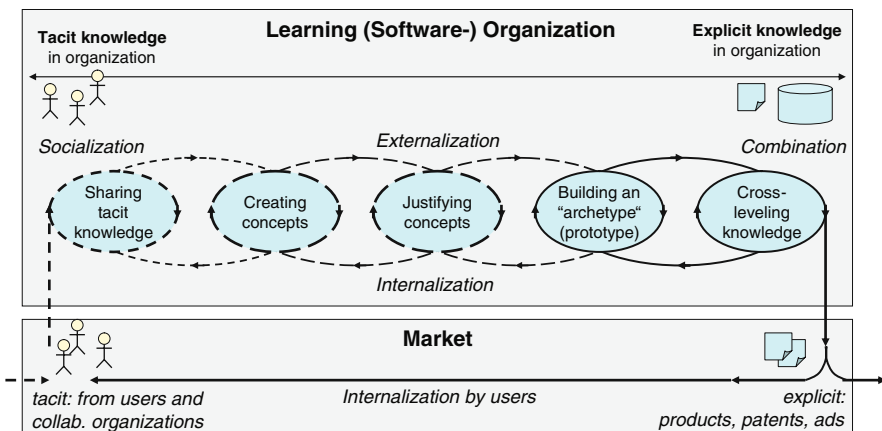 Learning (Software-) Organization
Tacit knowledge
in organization
Explicit knowledge
in organization
Socialization
Externalization
Combination
Sharing
tacit
knowledge
Creating
concepts
Justifying
concepts
Building an
“archetype“
(prototype)
Cross-
leveling
knowledge
Internalization
Market
tacit: from users and
collab. organizations
Internalization by users
explicit:
products, patents, ads